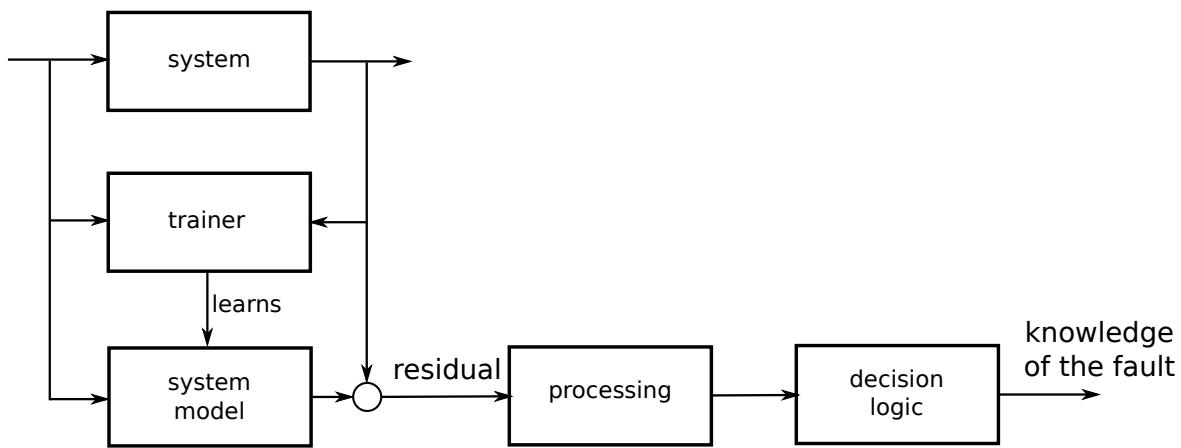 system
trainer
learns
system
model
residual
processing
decision
logic
knowledge
of the fault